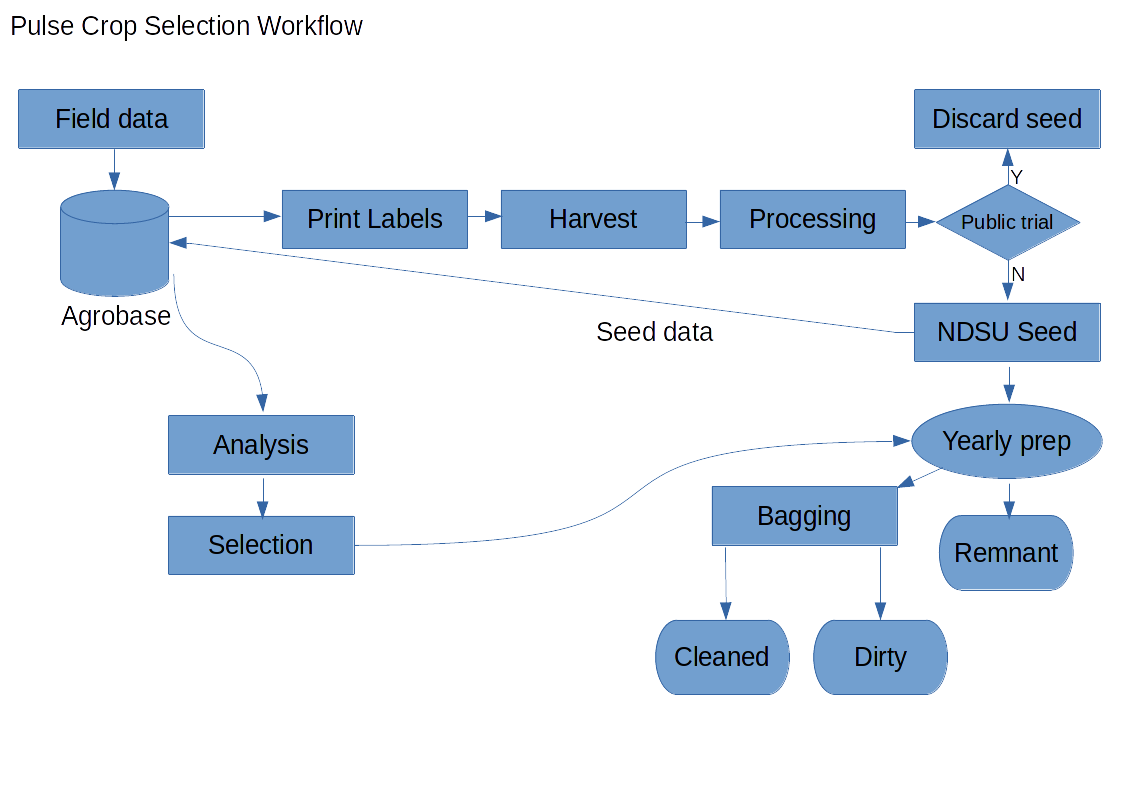 Pulse Crop Selection Workflow
Field data
Discard seed
Y
Print Labels
Harvest
Processing
Public trial
N
Agrobase
Seed data
NDSU Seed
Analysis
Yearly prep
Selection
Bagging
Remnant
Cleaned
Dirty